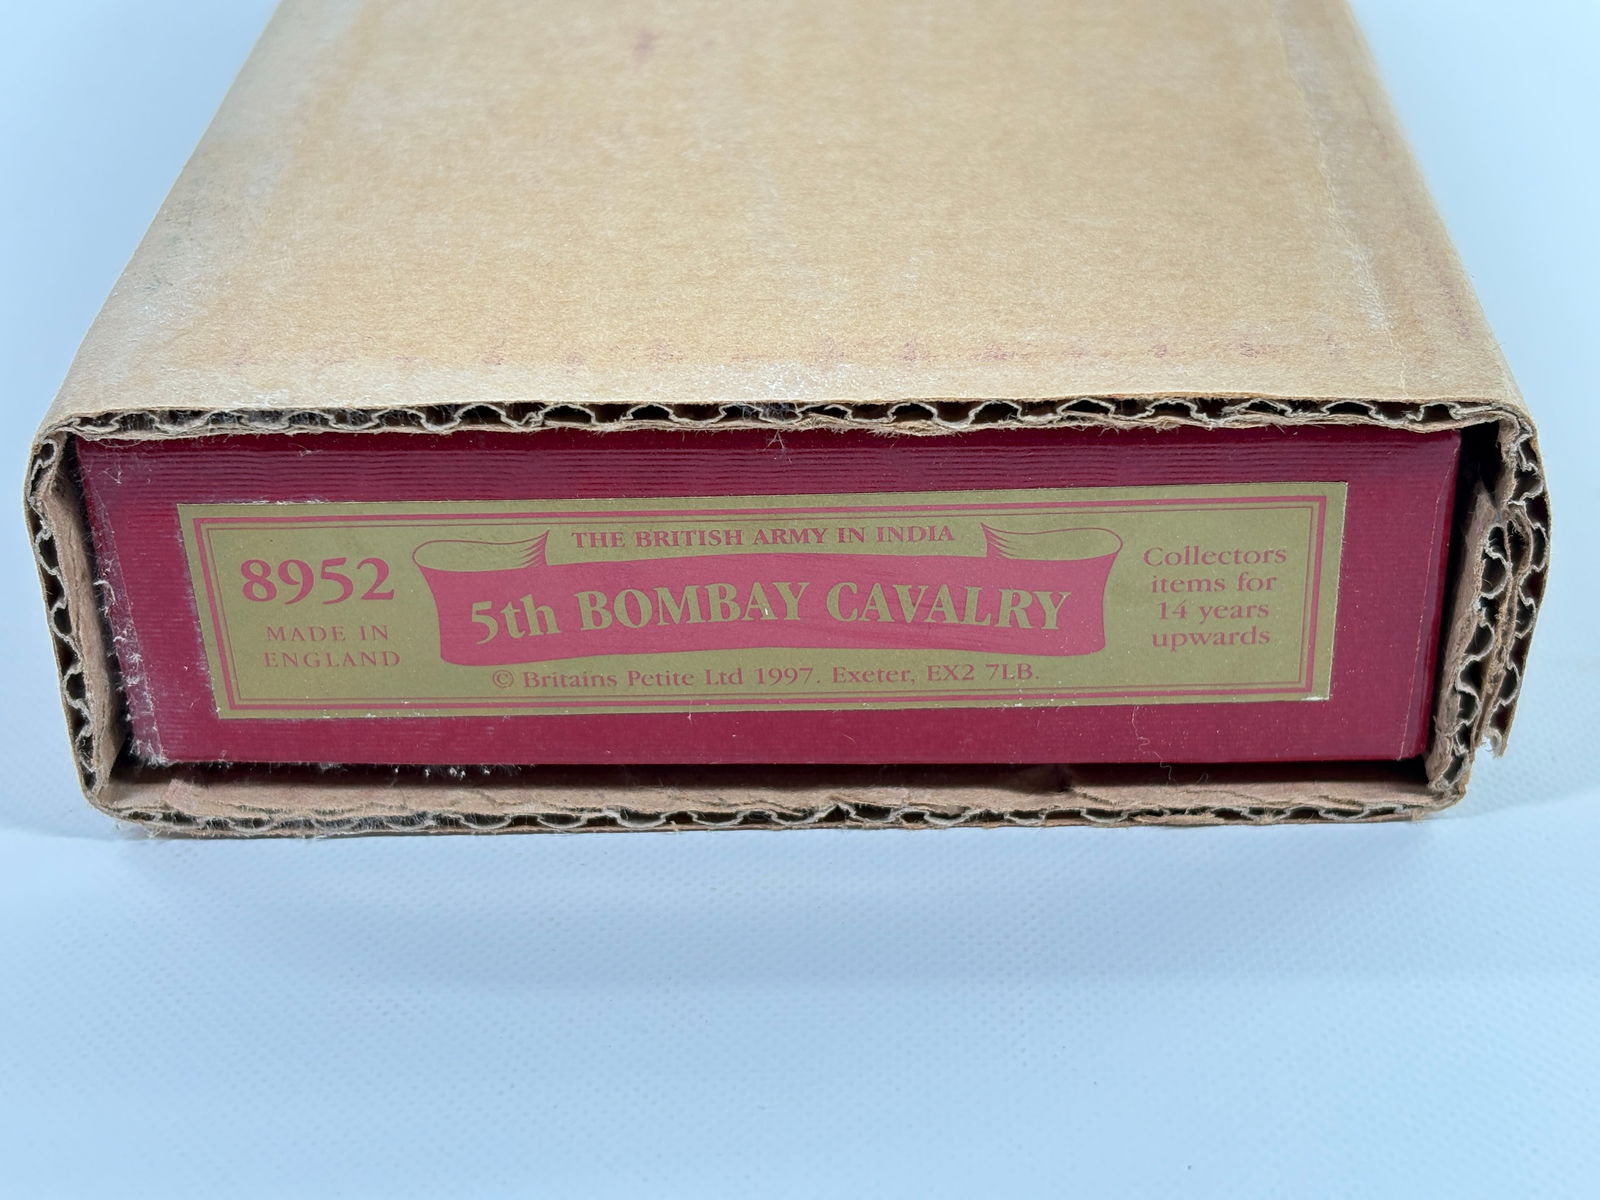 THE BRITISH ARMY IN INDIA
8952
MADE IN
ENGLAND
5th BOMBAY CAVALRY
Collectors
items for
14 years
upwards
© Britains Petite Ltd 1997. Exeter, EX2 7LB.